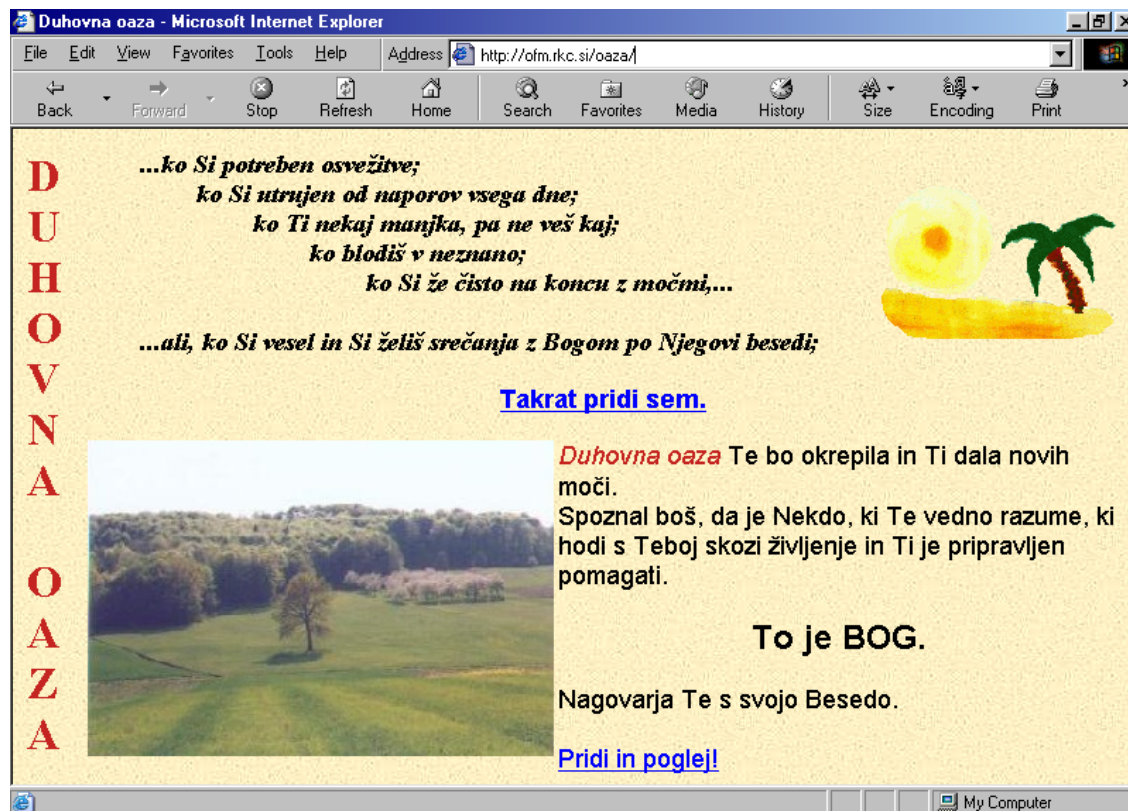 Duhovna oaza - Microsoft Internet Explorer
File Edit View Favorites Tools Help Address http://ofm.rkc.si/oaza/
Back Forward Stop Refresh Home Search Favorites Media History Size Encoding Print
DUHOVNA OAZA
...ko Si potreben osvežitve;
ko Si utrujen od naporov vsega dne;
ko Ti nekaj manjka, pa ne veš kaj;
ko blodiš v neznano;
ko Si že čisto na koncu z močmi,...
...ali, ko Si vesel in Si želiš srečanja z Bogom po Njegovi besedi;
Takrat pridi sem.
Duhovna oaza Te bo okrepila in Ti dala novih
moči.
Spoznal boš, da je Nekdo, ki Te vedno razume, ki
hodi s Teboj skozi življenje in Ti je pripravljen
pomagati.
To je BOG.
Nagovarja Te s svojo Besedo.
Pridi in poglej!
My Computer